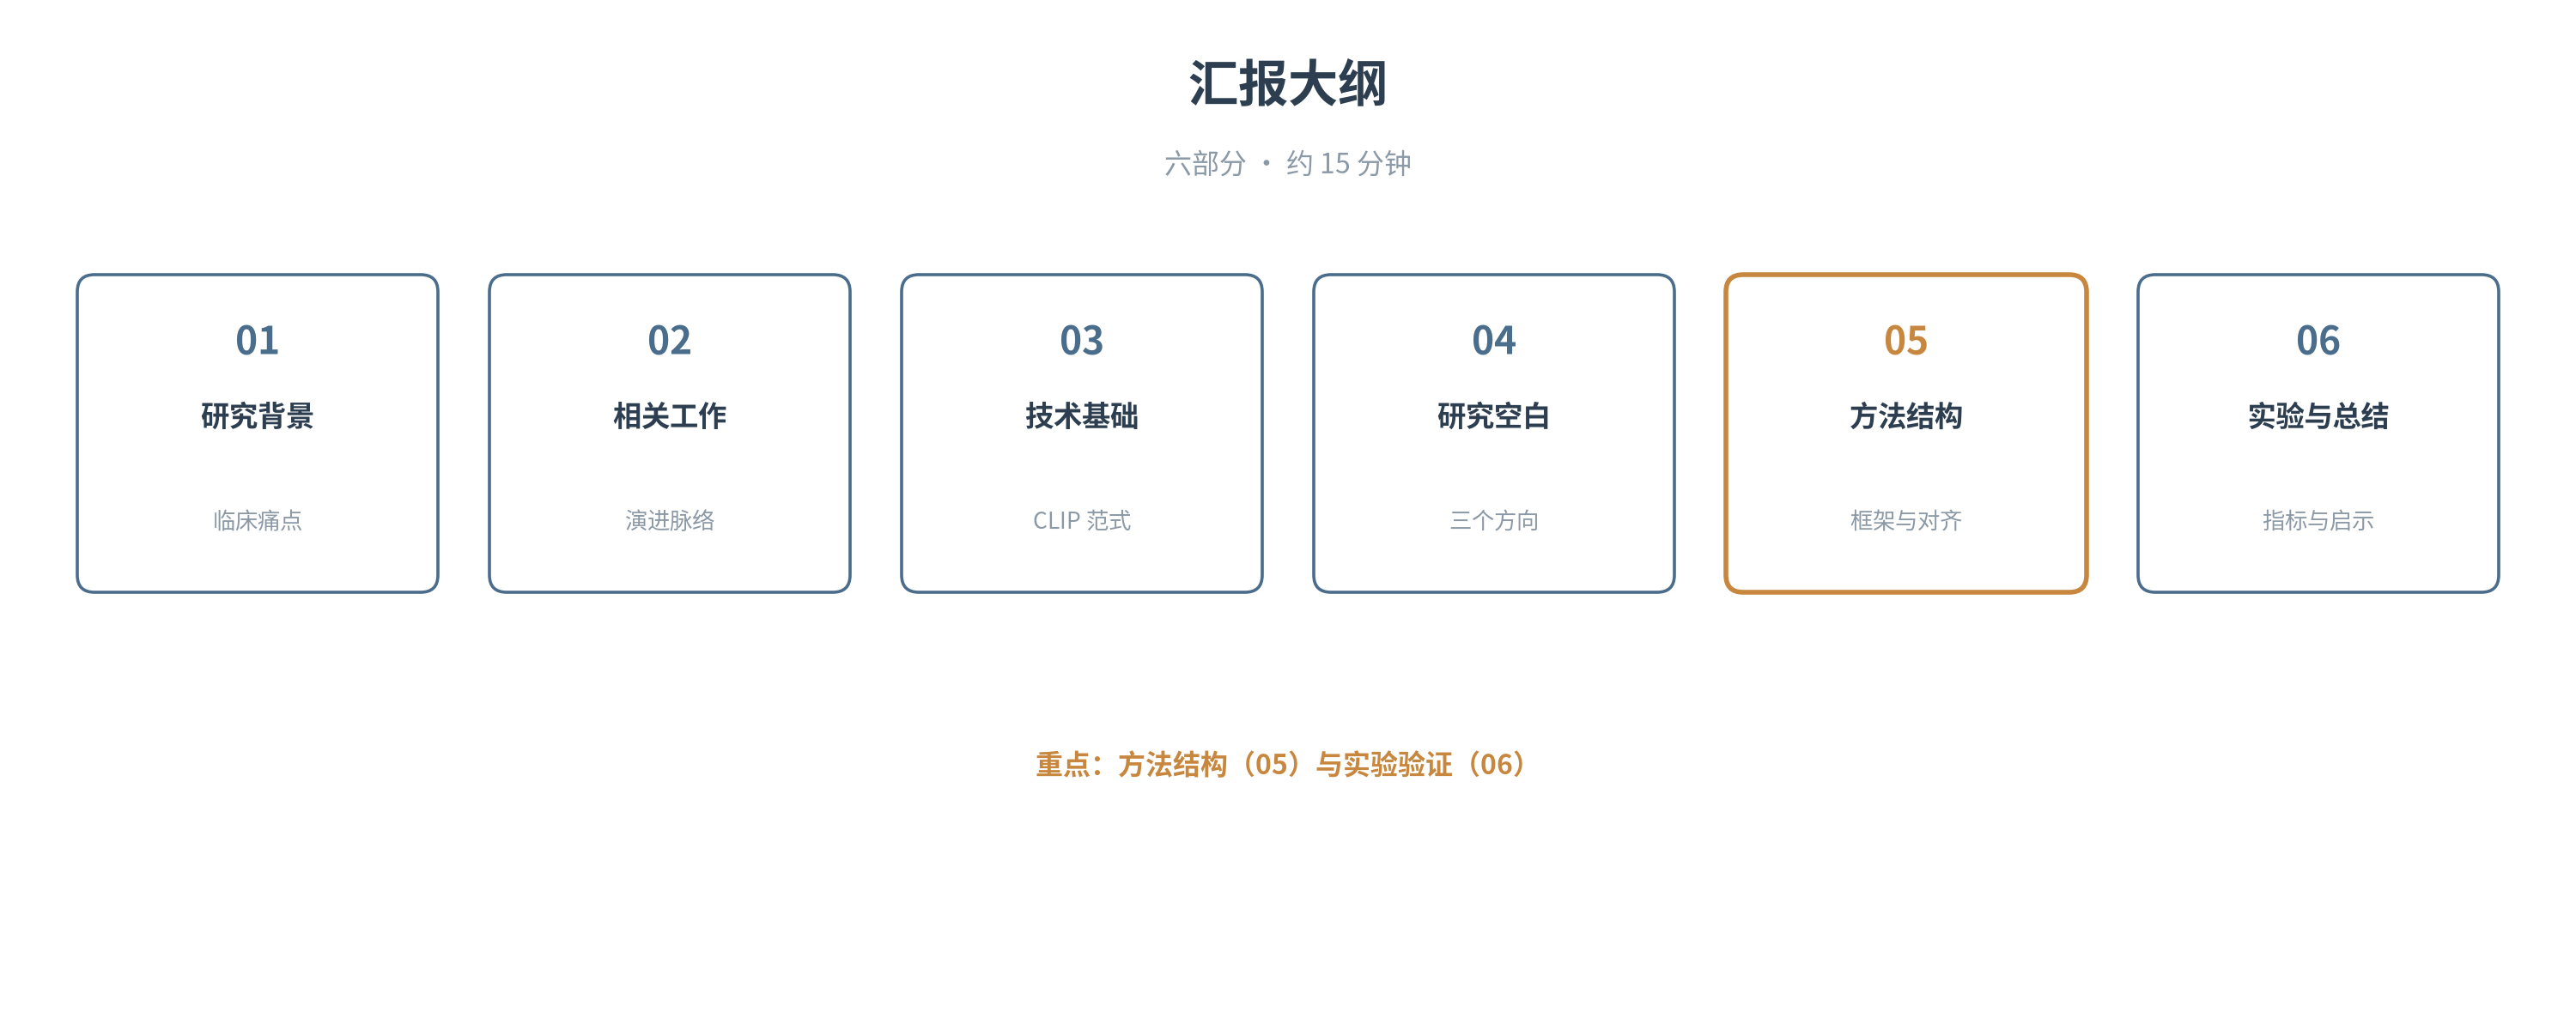 汇报大纲
六部分 · 约 15 分钟
01
研究背景
临床痛点
02
相关工作
演进脉络
03
技术基础
CLIP 范式
04
研究空白
三个方向
05
方法结构
框架与对齐
06
实验与总结
指标与启示
重点：方法结构（05）与实验验证（06）